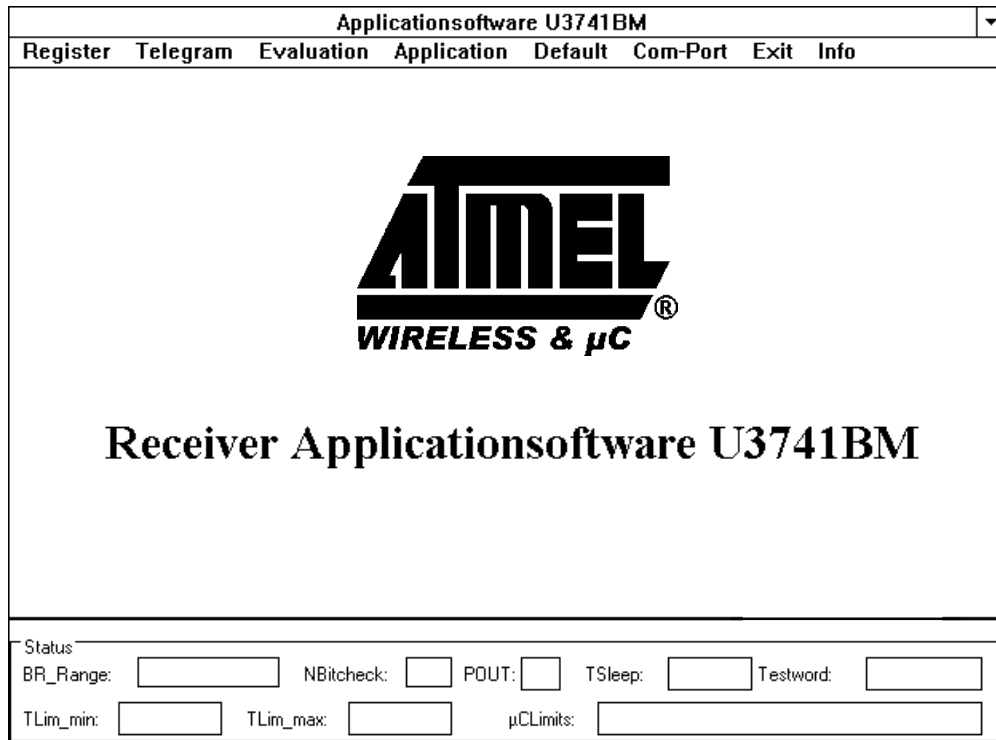 Applicationsoftware U3741BM
Register Telegram Evaluation Application Default Com-Port Exit Info
ATMEL®
WIRELESS & µC
Receiver Applicationsoftware U3741BM
Status
BR_Range: NBitcheck: POUT: TSleep: Testword:
TLim_min: TLim_max: µCLimits: